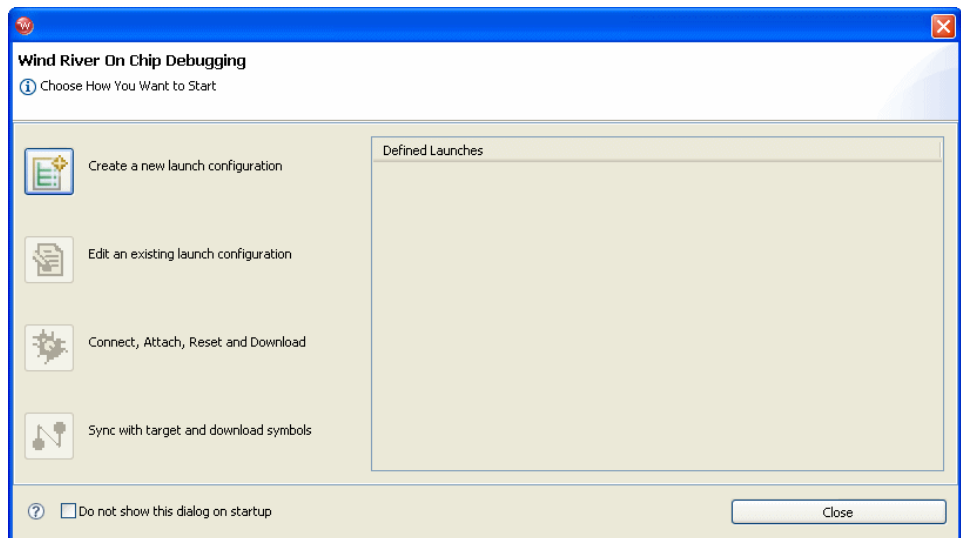 Wind River On Chip Debugging
Choose How You Want to Start
Create a new launch configuration
Edit an existing launch configuration
Connect, Attach, Reset and Download
Sync with target and download symbols
Defined Launches
Do not show this dialog on startup
Close